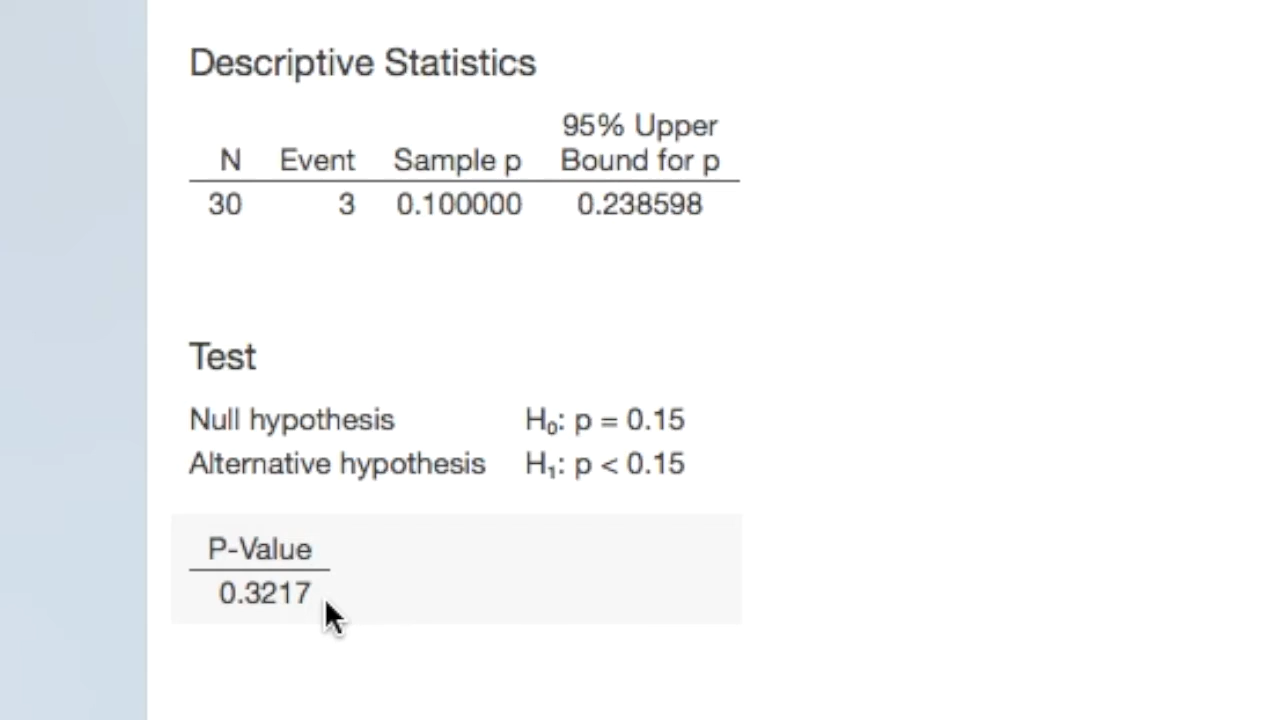 Descriptive Statistics
95% Upper
N Event Sample p Bound for p
30 3 0.100000 0.238598
Test
Null hypothesis H₀: p = 0.15
Alternative hypothesis H₁: p < 0.15
P-Value
0.3217